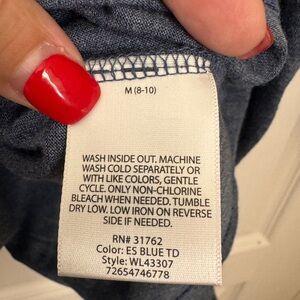 M (8-10)
WASH INSIDE OUT. MACHINE
WASH COLD SEPARATELY OR
WITH LIKE COLORS, GENTLE
CYCLE. ONLY NON-CHLORINE
BLEACH WHEN NEEDED. TUMBLE
DRY LOW. LOW IRON ON REVERSE
SIDE IF NEEDED.
RN# 31762
Color: ES BLUE TD
Style: WL43307
72654746778